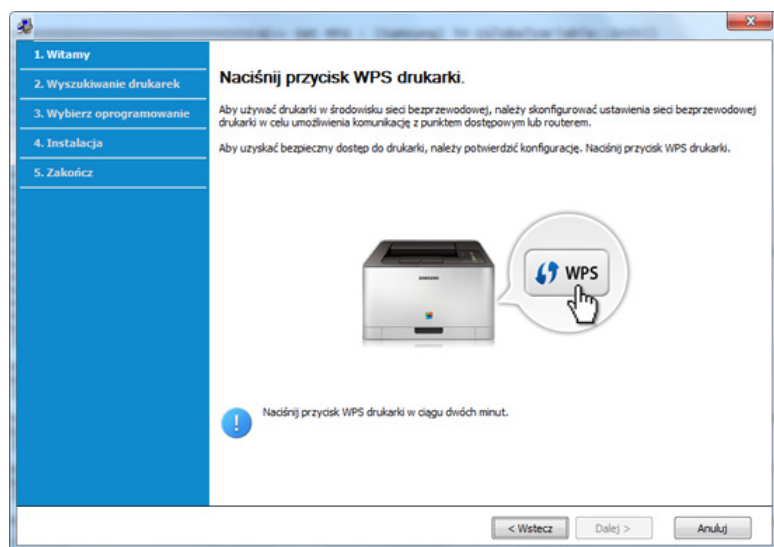 1. Witamy
2. Wyszukiwanie drukarek
3. Wybierz oprogramowanie
4. Instalacja
5. Zakończ
Naciśnij przycisk WPS drukarki.
Aby używać drukarki w środowisku sieci bezprzewodowej, należy skonfigurować ustawienia sieci bezprzewodowej
drukarki w celu umożliwienia komunikację z punktem dostępowym lub routerem.
Aby uzyskać bezpieczny dostęp do drukarki, należy potwierdzić konfigurację. Naciśnij przycisk WPS drukarki.
SAMSUNG
WPS
Naciśnij przycisk WPS drukarki w ciągu dwóch minut.
< Wstecz
Dalej >
Anuluj